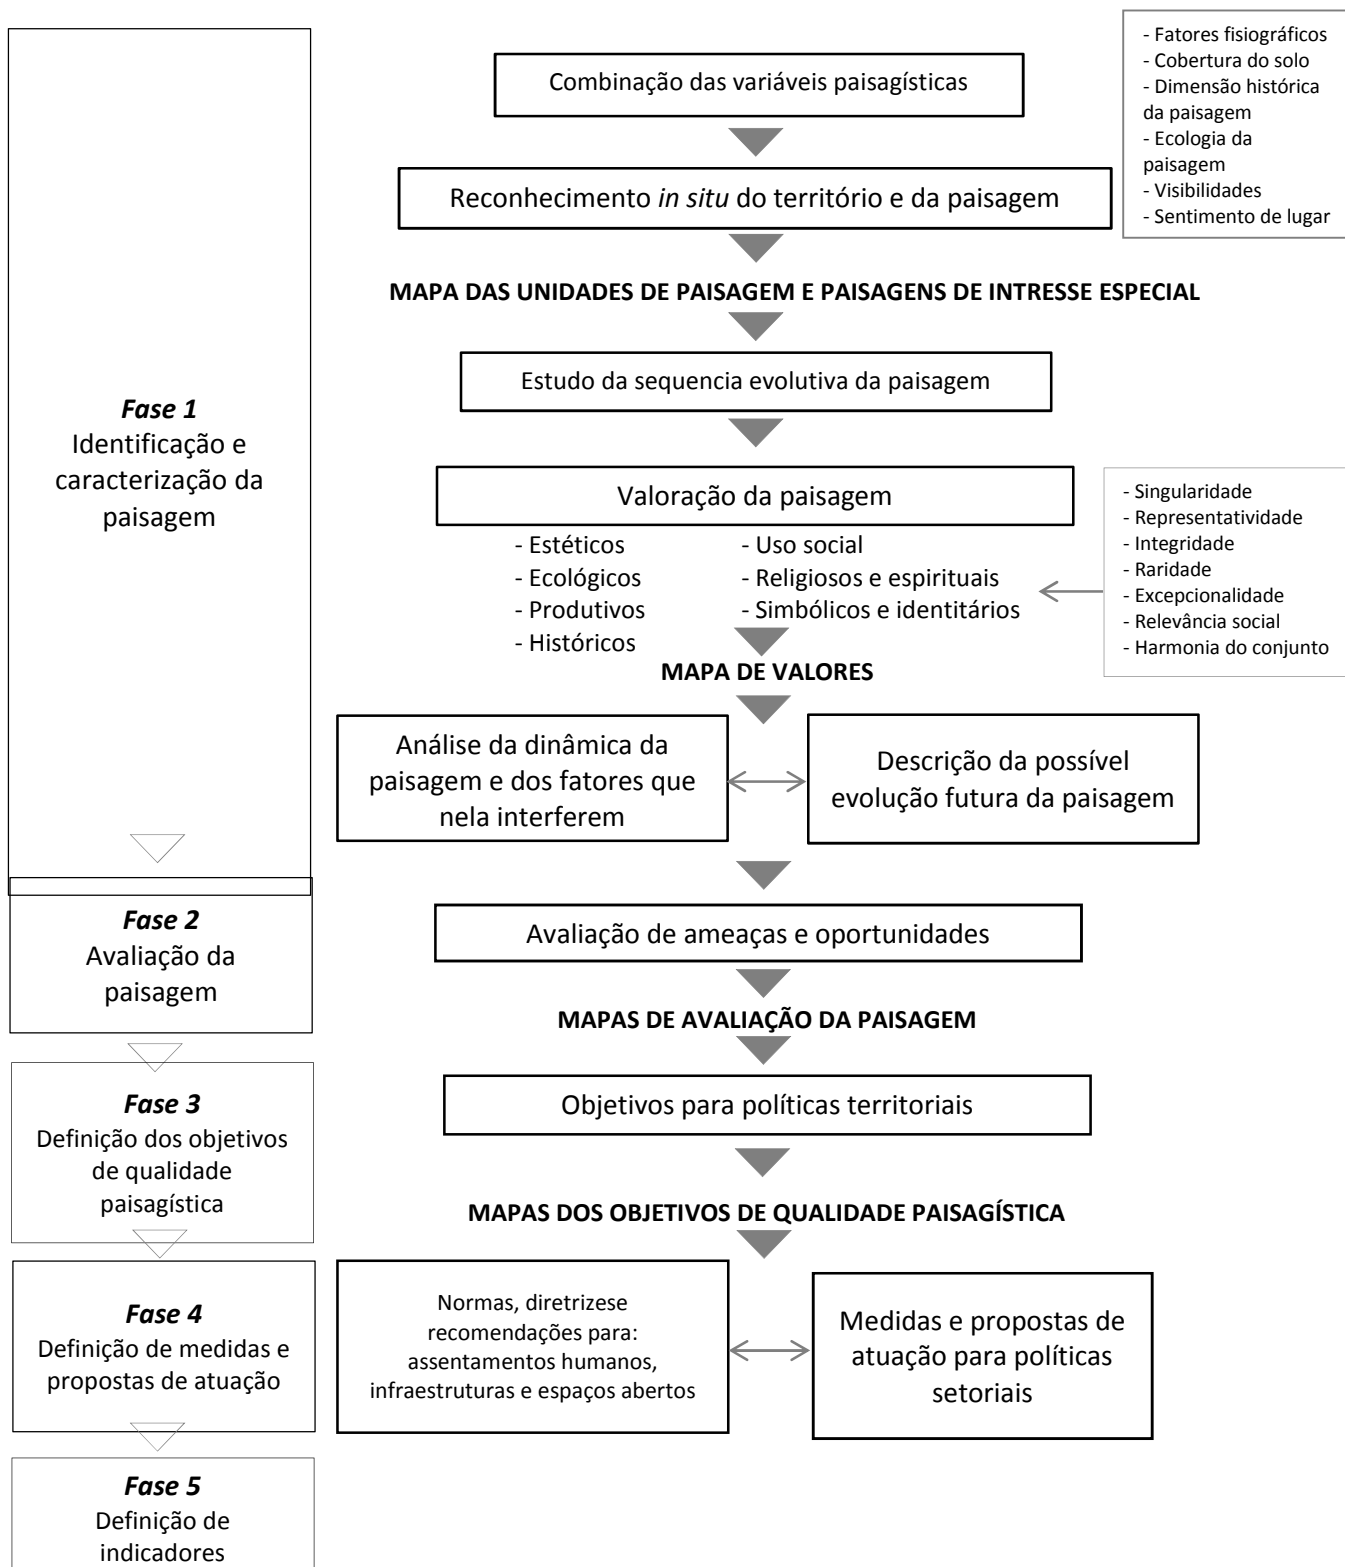 Combinação das variáveis paisagísticas
- Fatores fisiográficos
- Cobertura do solo
- Dimensão histórica
da paisagem
- Ecologia da
paisagem
- Visibilidades
- Sentimento de lugar
Reconhecimento in situ do território e da paisagem
MAPA DAS UNIDADES DE PAISAGEM E PAISAGENS DE INTRESSE ESPECIAL
Estudo da sequencia evolutiva da paisagem
Fase 1
Identificação e
caracterização da
paisagem
Valoração da paisagem
- Estéticos
- Ecológicos
- Produtivos
- Históricos
- Uso social
- Religiosos e espirituais
- Simbólicos e identitários
- Singularidade
- Representatividade
- Integridade
- Raridade
- Excepcionalidade
- Relevância social
- Harmonia do conjunto
MAPA DE VALORES
Análise da dinâmica da
paisagem e dos fatores que
nela interferem
Descrição da possível
evolução futura da paisagem
Fase 2
Avaliação da
paisagem
Avaliação de ameaças e oportunidades
MAPAS DE AVALIAÇÃO DA PAISAGEM
Fase 3
Definição dos objetivos
de qualidade
paisagística
Objetivos para políticas territoriais
MAPAS DOS OBJETIVOS DE QUALIDADE PAISAGÍSTICA
Fase 4
Definição de medidas e
propostas de atuação
Normas, diretrizese
recomendações para:
assentamentos humanos,
infraestruturas e espaços abertos
Medidas e propostas de
atuação para políticas
setoriais
Fase 5
Definição de
indicadores